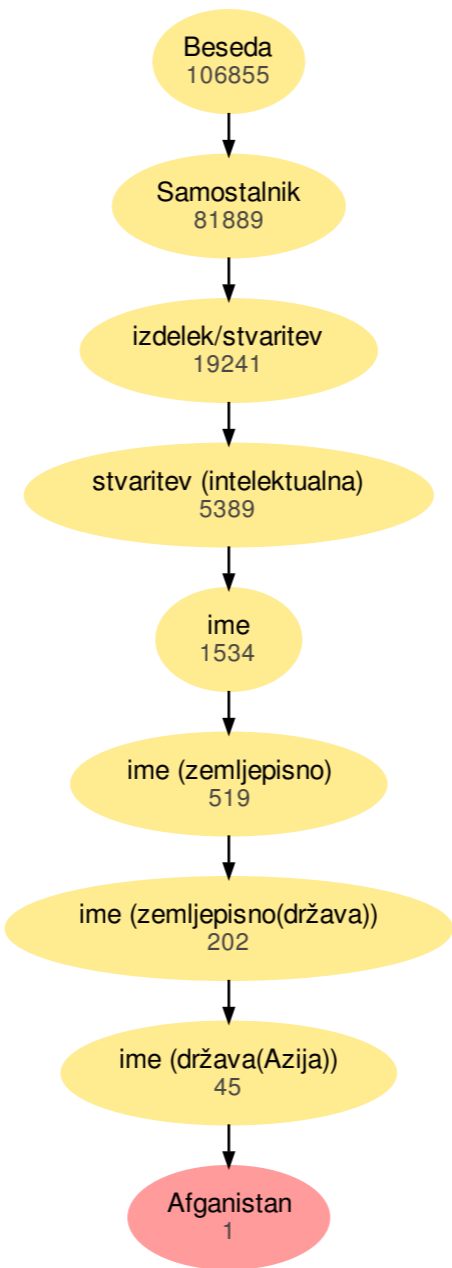 Beseda
106855
Samostalnik
81889
izdelek/stvaritev
19241
stvaritev (intelektualna)
5389
ime
1534
ime (zemljepisno)
519
ime (zemljepisno(država))
202
ime (država(Azija))
45
Afganistan
1